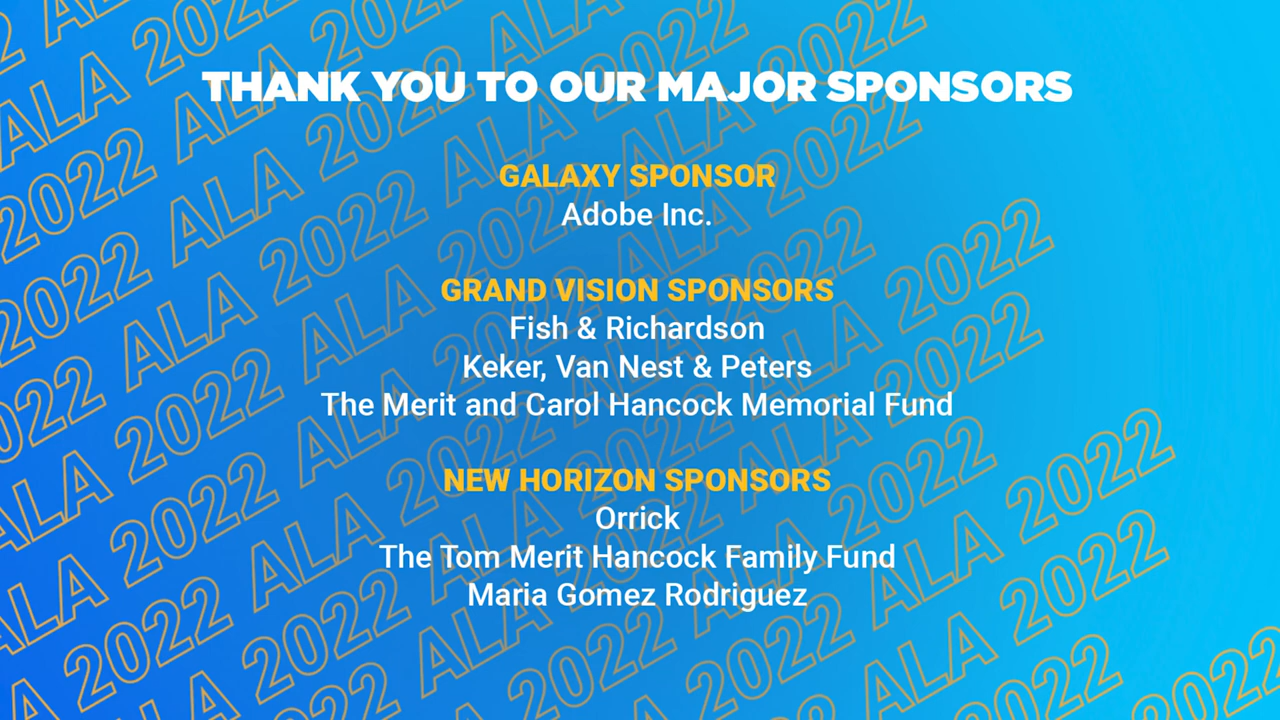 THANK YOU TO OUR MAJOR SPONSORS
GALAXY SPONSOR
Adobe Inc.
GRAND VISION SPONSORS
Fish & Richardson
Keker, Van Nest & Peters
The Merit and Carol Hancock Memorial Fund
NEW HORIZON SPONSORS
Orrick
The Tom Merit Hancock Family Fund
Maria Gomez Rodriguez
ALA 2022